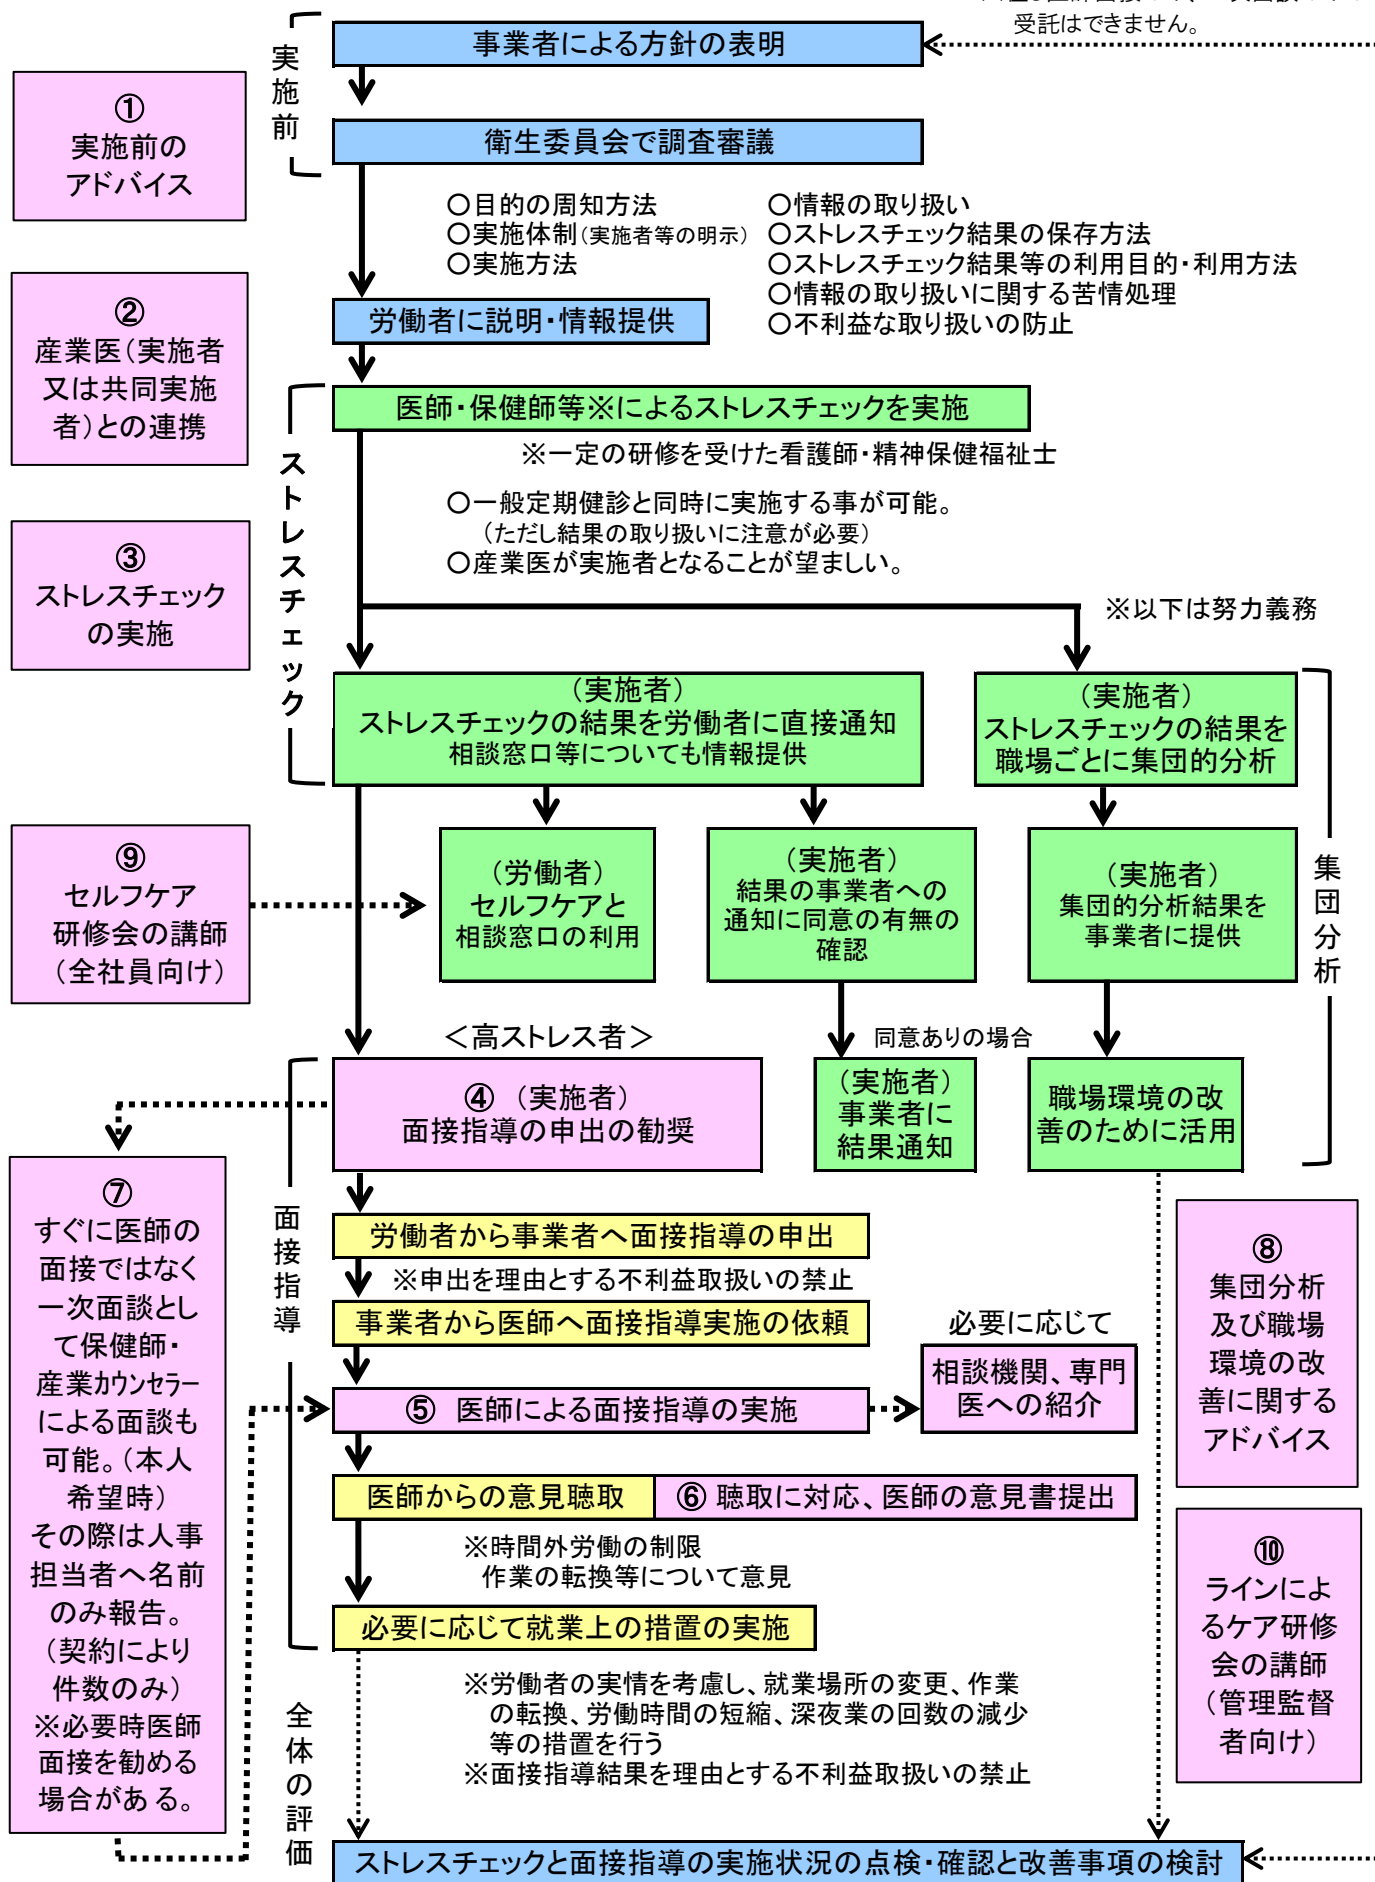 受託はできません。
実施前
事業者による方針の表明
衛生委員会で調査審議
①
実施前の
アドバイス
○目的の周知方法
○実施体制(実施者等の明示)
○実施方法
○情報の取り扱い
○ストレスチェック結果の保存方法
○ストレスチェック結果等の利用目的・利用方法
○情報の取り扱いに関する苦情処理
○不利益な取り扱いの防止
労働者に説明・情報提供
②
産業医(実施者
又は共同実施
者)との連携
ストレスチェック
医師・保健師等※によるストレスチェックを実施
※一定の研修を受けた看護師・精神保健福祉士
○一般定期健診と同時に実施する事が可能。
(ただし結果の取り扱いに注意が必要)
○産業医が実施者となることが望ましい。
③
ストレスチェック
の実施
※以下は努力義務
(実施者)
ストレスチェックの結果を労働者に直接通知
相談窓口等についても情報提供
(実施者)
ストレスチェックの結果を
職場ごとに集団的分析
集団分析
⑨
セルフケア
研修会の講師
(全社員向け)
(労働者)
セルフケアと
相談窓口の利用
(実施者)
結果の事業者への
通知に同意の有無の
確認
(実施者)
集団的分析結果を
事業者に提供
<高ストレス者>
同意ありの場合
面接指導
④ (実施者)
面接指導の申出の勧奨
(実施者)
事業者に
結果通知
職場環境の改
善のために活用
⑦
すぐに医師の
面接ではなく
一次面談とし
て保健師・
産業カウンセラー
による面談も
可能。(本人
希望時)
その際は人事
担当者へ名前
のみ報告。
(契約により
件数のみ)
※必要時医師
面接を勧める
場合がある。
労働者から事業者へ面接指導の申出
※申出を理由とする不利益取扱いの禁止
事業者から医師へ面接指導実施の依頼
必要に応じて
⑤ 医師による面接指導の実施
相談機関、専門
医への紹介
⑧
集団分析
及び職場
環境の改
善に関する
アドバイス
医師からの意見聴取
⑥ 聴取に対応、医師の意見書提出
※時間外労働の制限
作業の転換等について意見
必要に応じて就業上の措置の実施
⑩
ラインによ
るケア研修
会の講師
(管理監督
者向け)
全体の評価
※労働者の実情を考慮し、就業場所の変更、作業
の転換、労働時間の短縮、深夜業の回数の減少
等の措置を行う
※面接指導結果を理由とする不利益取扱いの禁止
ストレスチェックと面接指導の実施状況の点検・確認と改善事項の検討